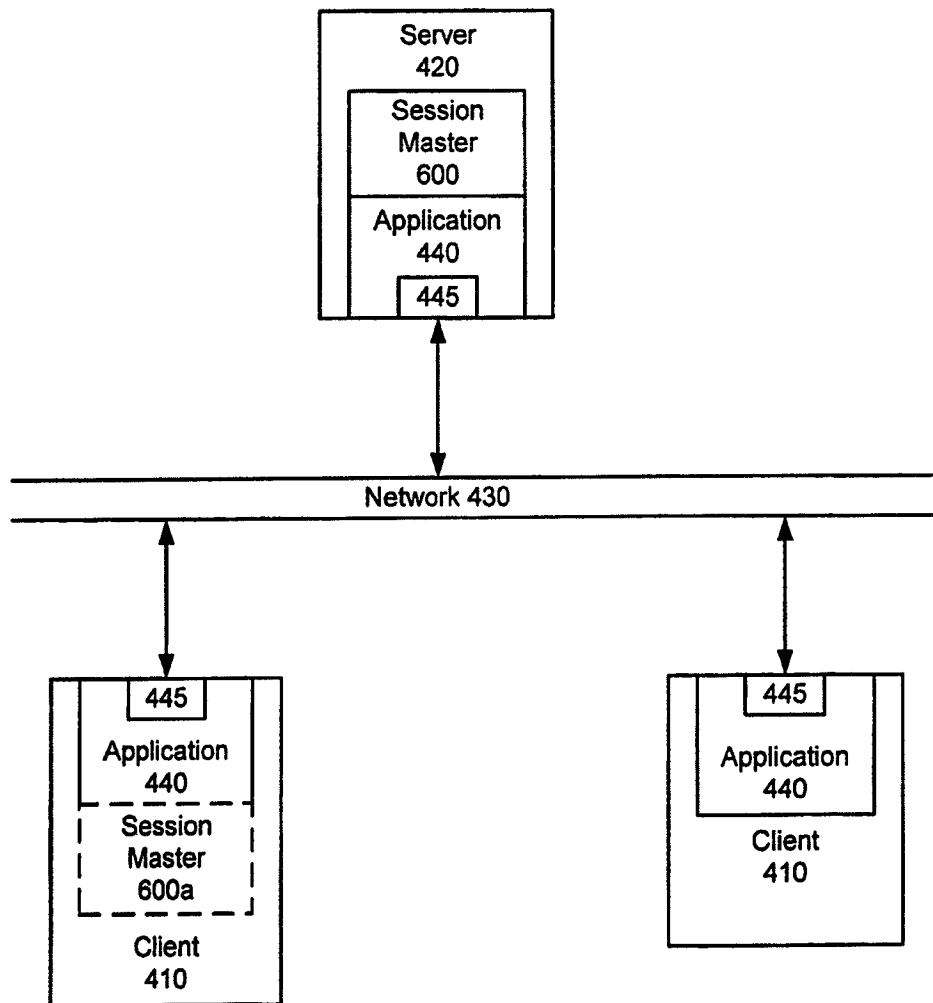 Server
420
Session
Master
600
Application
440
445
Network 430
445
Application
440
Session
Master
600a
Client
410
445
Application
440
Client
410